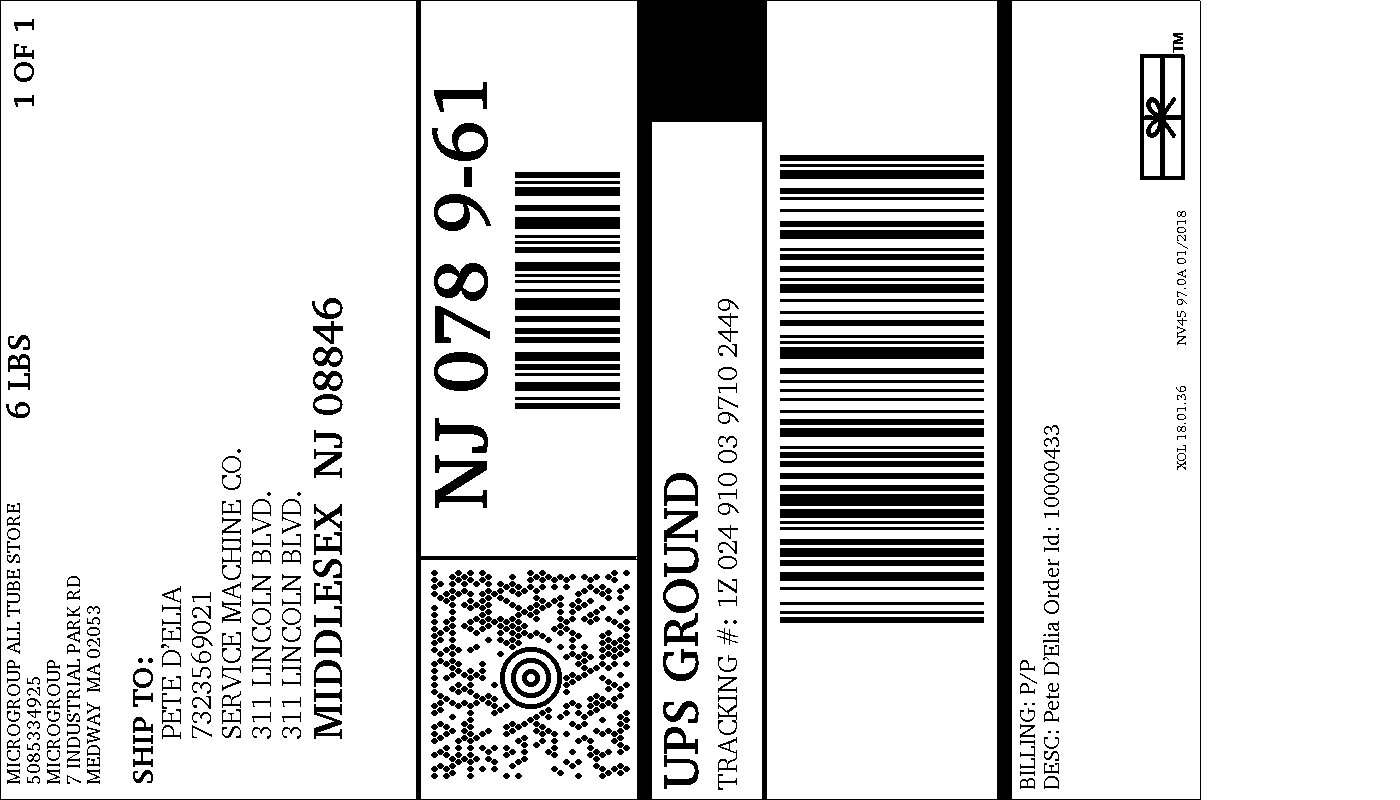 MICROGROUP ALL TUBE STORE
5085334925
MICROGROUP
7 INDUSTRIAL PARK RD
MEDWAY MA 02053
6 LBS
1 OF 1
SHIP TO:
PETE D'ELIA
7323569021
SERVICE MACHINE CO.
311 LINCOLN BLVD.
311 LINCOLN BLVD.
MIDDLESEX NJ 08846
NJ 078 9-61
UPS GROUND
TRACKING #: 1Z 024 910 03 9710 2449
BILLING: P/P
DESC: Pete D'Elia Order Id.: 10000433
XOL 18.01.36 NV45 97.0A 01/2018
TM